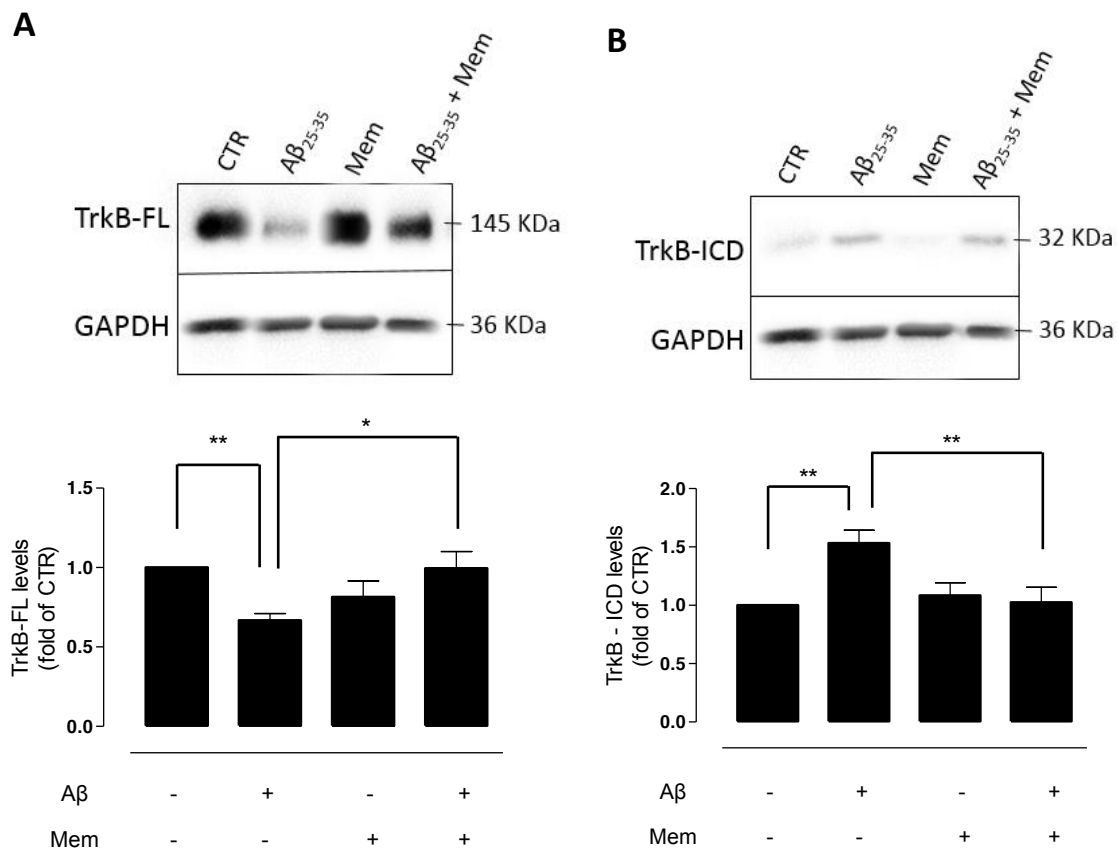 A
CTR
Aβ25-35
Mem
Aβ25-35 + Mem
TrkB-FL
145 KDa
GAPDH
36 KDa
**
*
TrkB-FL levels
(fold of CTR)
1.5
1.0
0.5
0.0
Aβ - + - +
Mem - - + +
B
CTR
Aβ25-35
Mem
Aβ25-35 + Mem
TrkB-ICD
32 KDa
GAPDH
36 KDa
**
**
TrkB - ICD levels
(fold of CTR)
2.0
1.5
1.0
0.5
0.0
Aβ - + - +
Mem - - + +